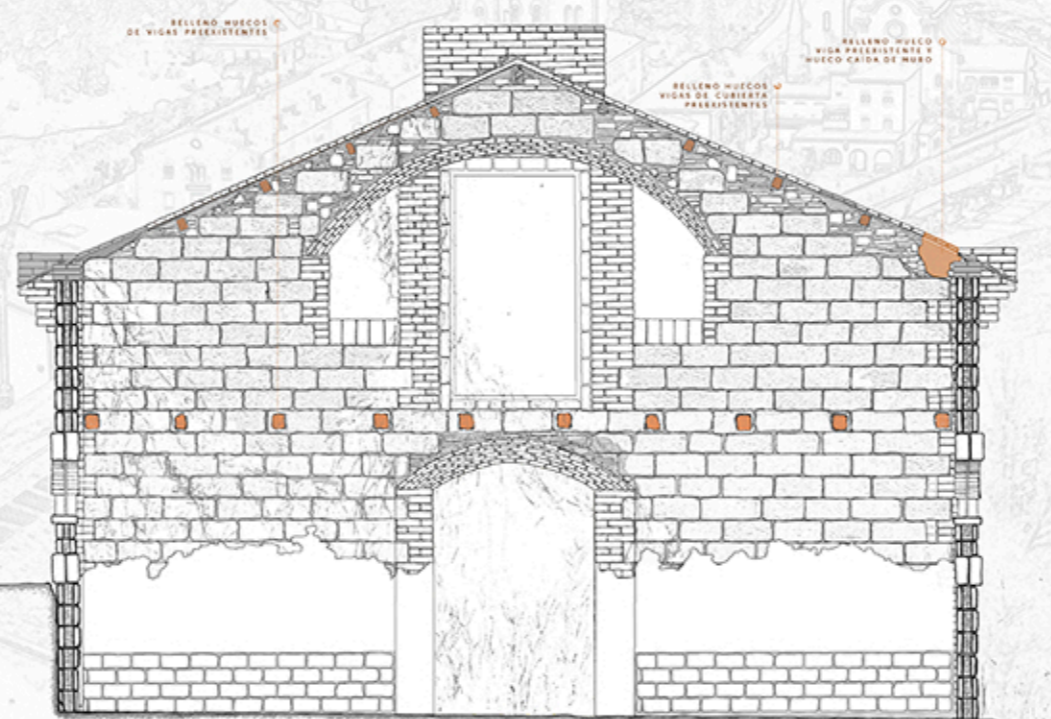 RELLENO HUECOS
DE VIGAS PREEXISTENTES
RELLENO HUECO
VIGA PREEXISTENTE Y
HUECO CAÍDA DE MURO
RELLENO HUECOS
VIGAS DE CUBIERTA
PREEXISTENTES